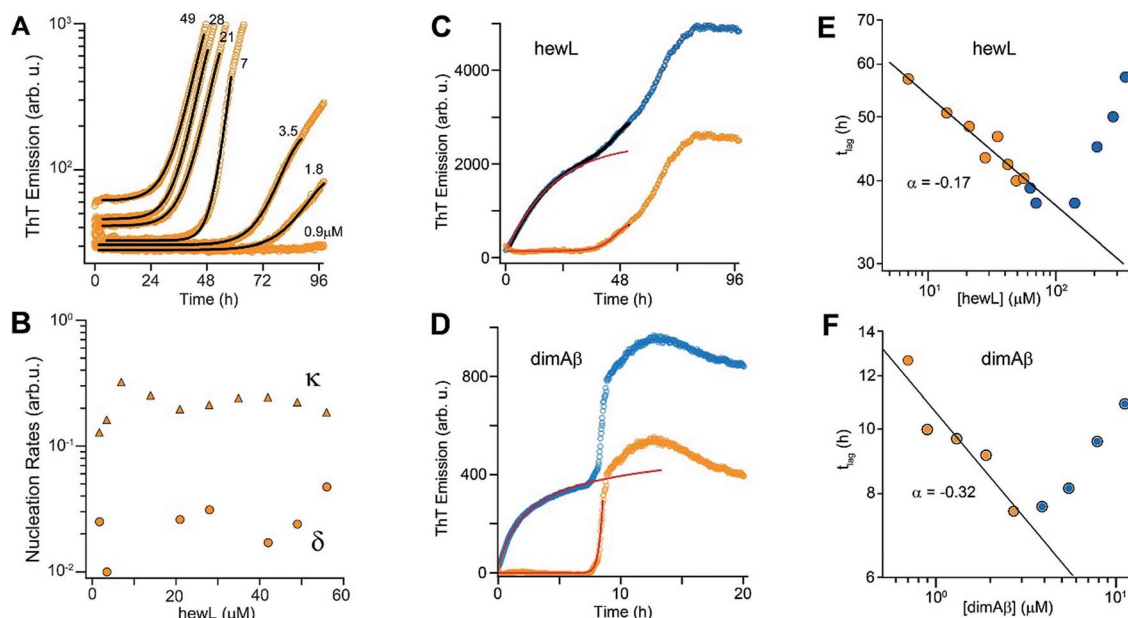 A
10³
10²
ThT Emission (arb. u.)
49
28
21
7
3.5
1.8
0.9μM
0
24
48
72
96
Time (h)
B
10⁰
10⁻¹
10⁻²
Nucleation Rates (arb.u.)
κ
δ
0
20
40
60
hewL (μM)
C
hewL
4000
2000
0
ThT Emission (arb. u.)
0
48
96
Time (h)
D
dimAβ
800
400
0
ThT Emission (arb. u.)
0
10
20
Time (h)
E
hewL
60
50
40
30
t_lag (h)
α = -0.17
10¹
10²
[hewL] (μM)
F
dimAβ
14
12
10
8
6
t_lag (h)
α = -0.32
10⁰
10¹
[dimAβ] (μM)